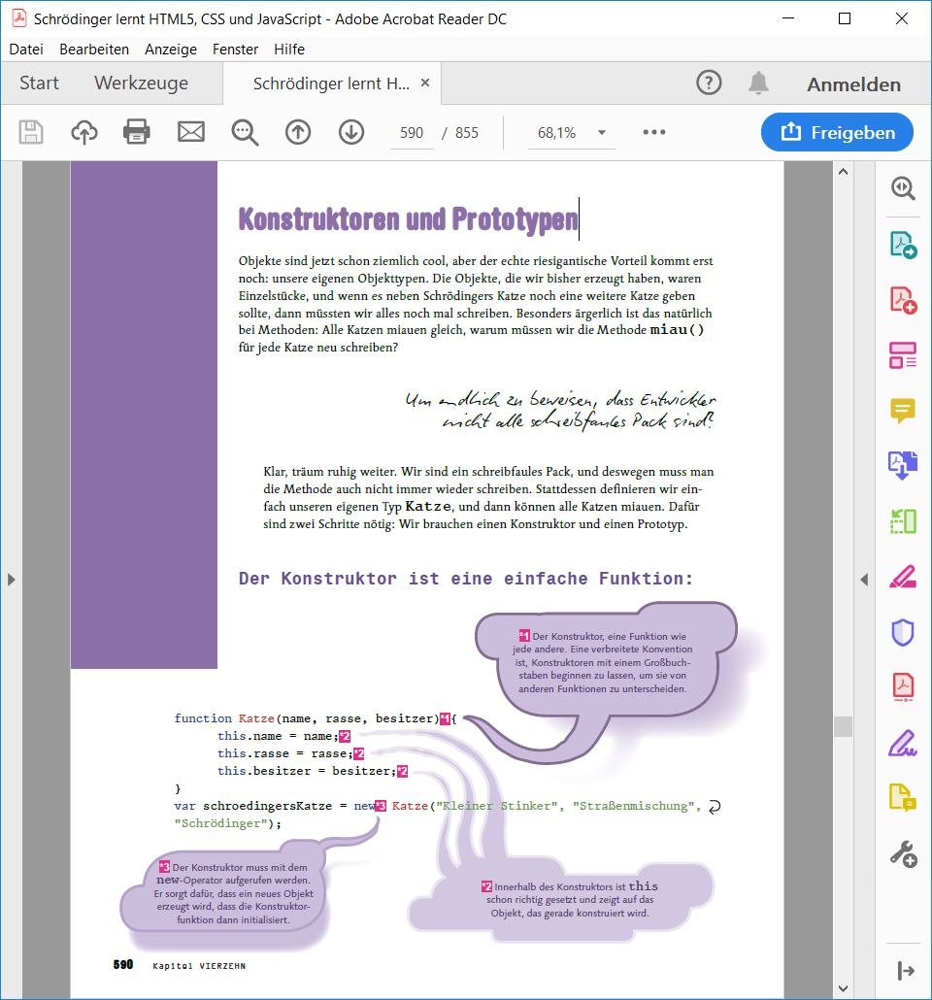 Schrödinger lernt HTML5, CSS und JavaScript - Adobe Acrobat Reader DC
Datei Bearbeiten Anzeige Fenster Hilfe
Start Werkzeuge Schrödinger lernt H... × ? Anmelden
590 / 855 68,1% Freigeben
Konstruktoren und Prototypen
Objekte sind jetzt schon ziemlich cool, aber der echte riesigantische Vorteil kommt erst
noch: unsere eigenen Objekttypen. Die Objekte, die wir bisher erzeugt haben, waren
Einzelstücke, und wenn es neben Schrödingers Katze noch eine weitere Katze geben
sollte, dann müssten wir alles noch mal schreiben. Besonders ärgerlich ist das natürlich
bei Methoden: Alle Katzen miauen gleich, warum müssen wir die Methode miau()
für jede Katze neu schreiben?
Um endlich zu beweisen, dass Entwickler
nicht alle schreibfaules Pack sind?
Klar, träum ruhig weiter. Wir sind ein schreibfaules Pack, und deswegen muss man
die Methode auch nicht immer wieder schreiben. Stattdessen definieren wir ein-
fach unseren eigenen Typ Katze, und dann können alle Katzen miauen. Dafür
sind zwei Schritte nötig: Wir brauchen einen Konstruktor und einen Prototyp.
Der Konstruktor ist eine einfache Funktion:
*1 Der Konstruktor, eine Funktion wie
jede andere. Eine verbreitete Konvention
ist, Konstruktoren mit einem Großbuch-
staben beginnen zu lassen, um sie von
anderen Funktionen zu unterscheiden.
function Katze(name, rasse, besitzer)*1{
this.name = name;*2
this.rasse = rasse;*2
this.besitzer = besitzer;*2
}
var schroedingersKatze = new*3 Katze("Kleiner Stinker", "Straßenmischung",
"Schrödinger");
*3 Der Konstruktor muss mit dem
new-Operator aufgerufen werden.
Er sorgt dafür, dass ein neues Objekt
erzeugt wird, dass die Konstruktor-
funktion dann initialisiert.
*2 Innerhalb des Konstruktors ist this
schon richtig gesetzt und zeigt auf das
Objekt, das gerade konstruiert wird.
590 Kapitel VIERZEHN